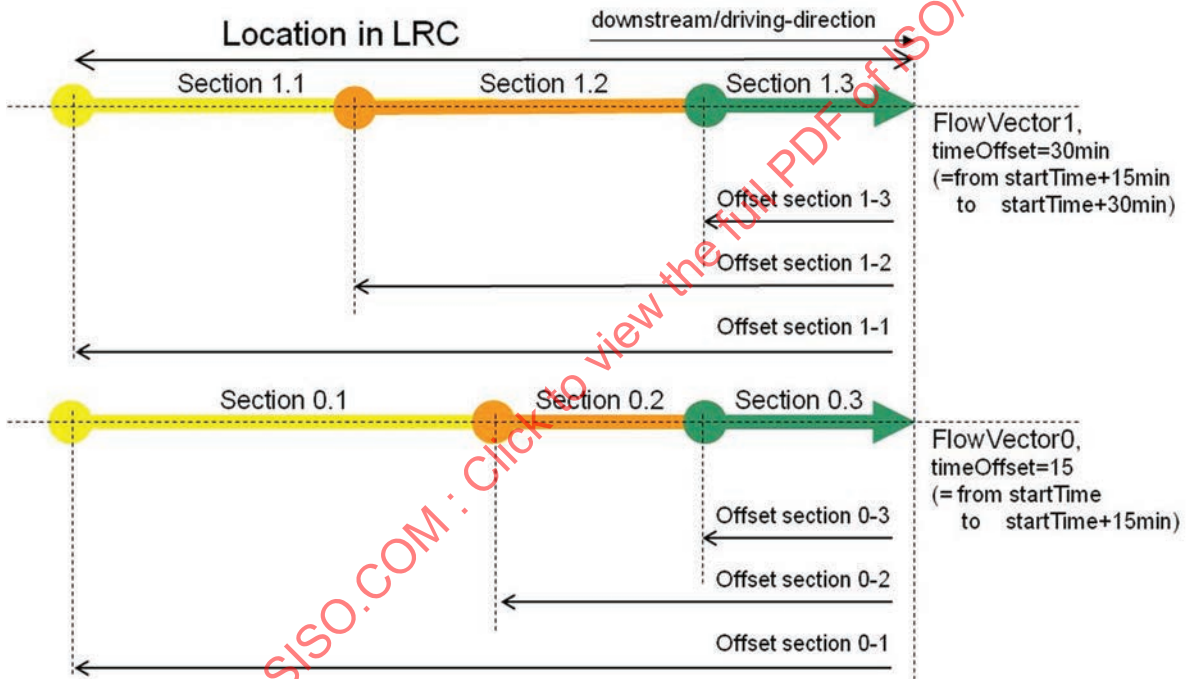 downstream/driving-direction
Location in LRC
Section 1.1
Section 1.2
Section 1.3
FlowVector1,
timeOffset=30min
(=from startTime+15min
to startTime+30min)
Offset section 1-3
Offset section 1-2
Offset section 1-1
Section 0.1
Section 0.2
Section 0.3
FlowVector0,
timeOffset=15
(= from startTime
to startTime+15min)
Offset section 0-3
Offset section 0-2
Offset section 0-1
SISO.COM : Click to view the full PDF of ISO/